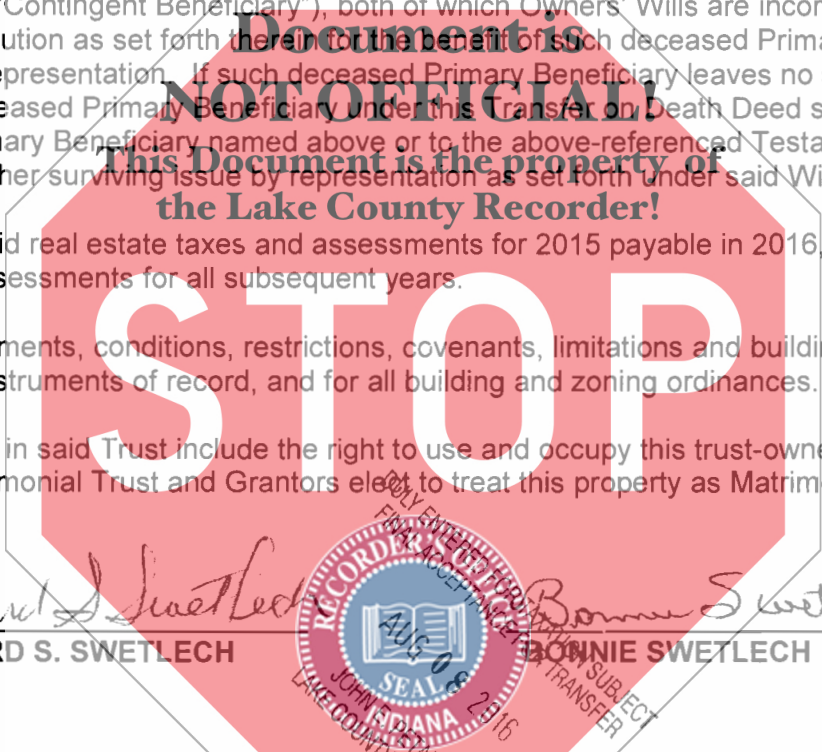 Contingent Beneficiary"), both of which Owners' Wills are incor
ution as set forth therein for the benefit of such deceased Prima
Document is
epresentation. If such deceased Primary Beneficiary leaves no
NOT OFFICIAL!
eased Primary Beneficiary under this Transfer on Death Deed s
ary Beneficiary named above or to the above-referenced Testa
This Document is the property of
her surviving issue by representation as set forth under said Wi
the Lake County Recorder!
id real estate taxes and assessments for 2015 payable in 2016,
sessments for all subsequent years.
STOP
ments, conditions, restrictions, covenants, limitations and buildi
struments of record, and for all building and zoning ordinances.
in said Trust include the right to use and occupy this trust-owne
monial Trust and Grantors elect to treat this property as Matrim
DULY ENTERED FOR TAXATION SUBJECT
FINAL ACCEPTANCE FOR TRANSFER
RECORDER'S OFFICE
AUG 08 2016
SEAL
INDIANA
JOHN E.
LAKE COUNTY
Swetlech
Bonnie Swet
RD S. SWETLECH
BONNIE SWETLECH